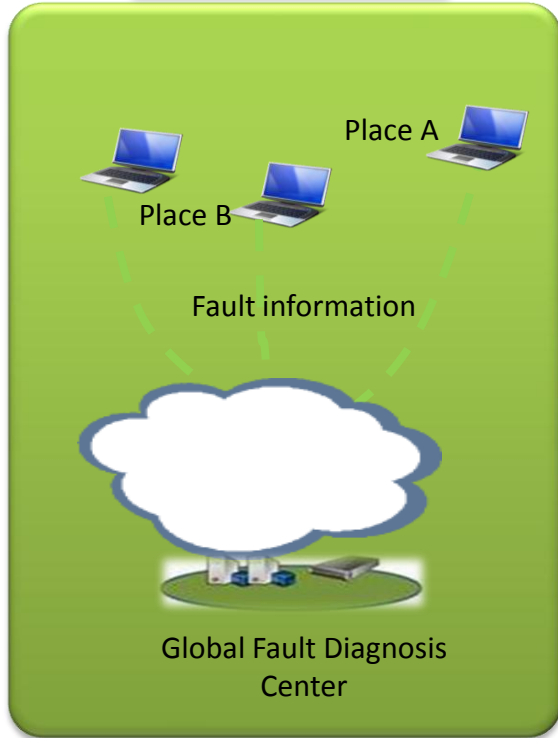 Place A
Place B
Fault information
Global Fault Diagnosis
Center